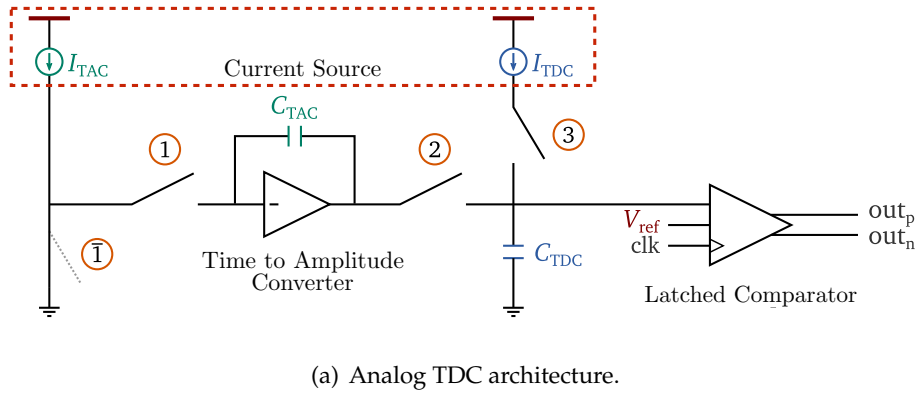 I_TAC
Current Source
I_TDC
C_TAC
1
2
3
1̅
Time to Amplitude
Converter
C_TDC
V_ref
clk
out_p
out_n
Latched Comparator
(a) Analog TDC architecture.